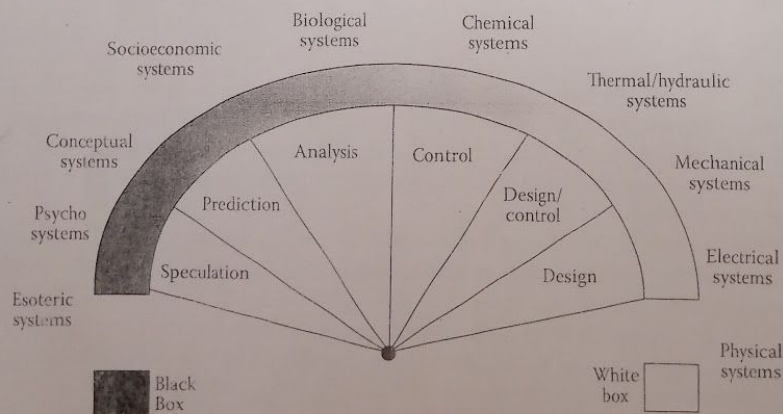 Biological
systems
Chemical
systems
Socioeconomic
systems
Thermal/hydraulic
systems
Conceptual
systems
Analysis
Control
Mechanical
systems
Psycho
systems
Prediction
Design/
control
Speculation
Design
Electrical
systems
Esoteric
systems
Black
Box
White
box
Physical
systems